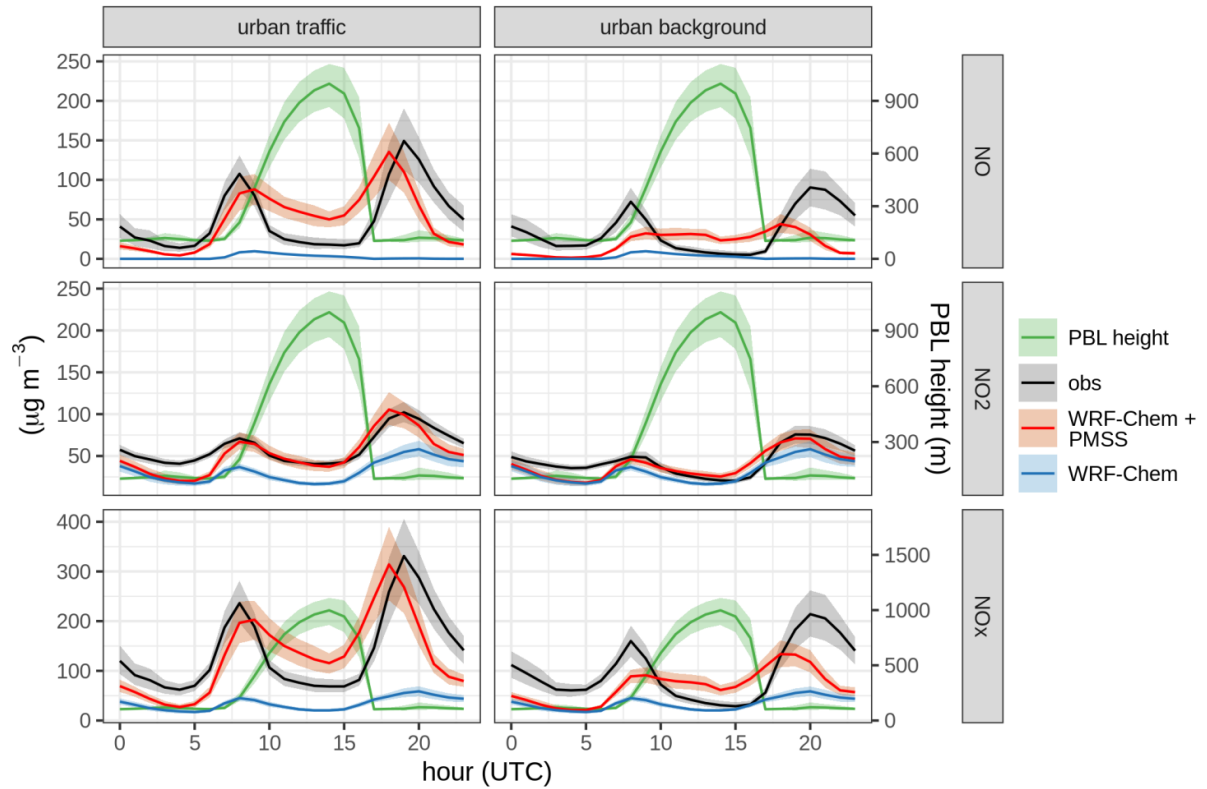 urban traffic
urban background
250
200
150
100
50
0
900
600
300
0
NO
250
200
150
100
50
900
600
300
NO2
400
300
200
100
0
1500
1000
500
0
NOx
0 5 10 15 20
0 5 10 15 20
hour (UTC)
(µg m−3)
PBL height (m)
PBL height
obs
WRF-Chem +
PMSS
WRF-Chem